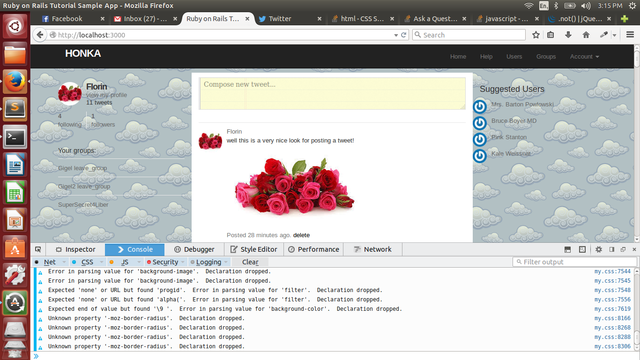 Ruby on Rails Tutorial Sample App - Mozilla Firefox
En
3:15 PM
Facebook
Inbox (27) -
Ruby on Rails Tu
Twitter
html - CSS S
Ask a Quest
javascript -
.not() | jQue
http://localhost:3000
Search
HONKA
Home
Help
Users
Groups
Account
Florin
view my profile
11 tweets
4
following
1
followers
Your groups:
leave_group
leave_group
Compose new tweet...
Florin
well this is a very nice look for posting a tweet!
Posted 26 minutes ago. delete
Suggested Users
Mrs. Barton Powlowski
Bruce Boyer MD
Rick Stanton
Inspector
Console
Debugger
Style Editor
Performance
Network
Net
CSS
JS
Security
Logging
Clear
Filter output
Error in parsing value for 'background-image'. Declaration dropped. my.css:7544
Error in parsing value for 'background-image'. Declaration dropped. my.css:7545
Expected 'none' or URL but found 'progid'. Error in parsing value for 'filter'. Declaration dropped. my.css:7548
Expected 'none' or URL but found 'alpha('. Error in parsing value for 'filter'. Declaration dropped. my.css:7556
Expected end of value but found '\9 '. Error in parsing value for 'background-color'. Declaration dropped. my.css:7619
Unknown property '-moz-border-radius'. Declaration dropped. my.css:8166
Unknown property '-moz-border-radius'. Declaration dropped. my.css:8268
Unknown property '-moz-border-radius'. Declaration dropped. my.css:8288
Unknown property '-moz-border-radius'. Declaration dropped. my.css:8306